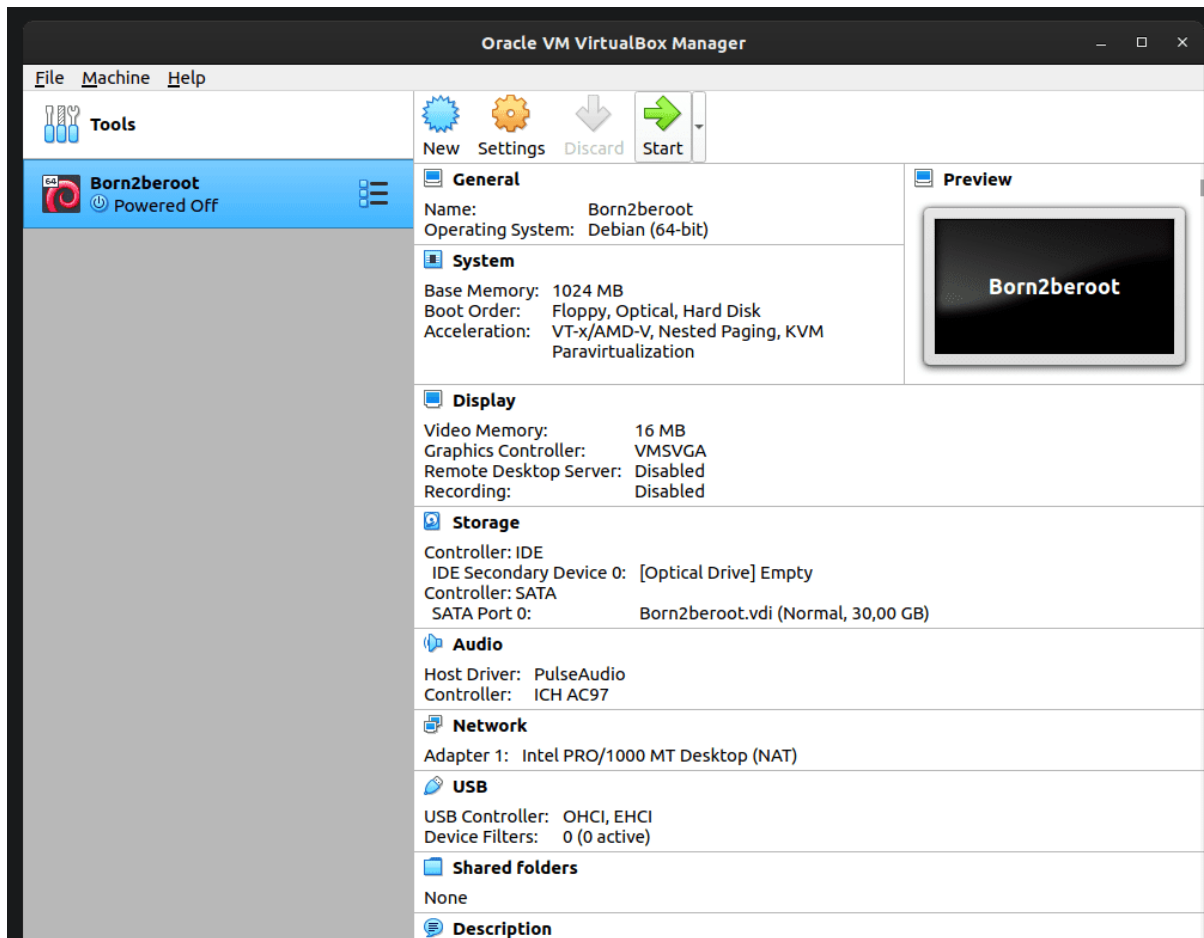 Oracle VM VirtualBox Manager
File Machine Help
Tools
New Settings Discard Start
64
Born2beroot
Powered Off
General
Name: Born2beroot
Operating System: Debian (64-bit)
Preview
Born2beroot
System
Base Memory: 1024 MB
Boot Order: Floppy, Optical, Hard Disk
Acceleration: VT-x/AMD-V, Nested Paging, KVM
Paravirtualization
Display
Video Memory: 16 MB
Graphics Controller: VMSVGA
Remote Desktop Server: Disabled
Recording: Disabled
Storage
Controller: IDE
IDE Secondary Device 0: [Optical Drive] Empty
Controller: SATA
SATA Port 0: Born2beroot.vdi (Normal, 30,00 GB)
Audio
Host Driver: PulseAudio
Controller: ICH AC97
Network
Adapter 1: Intel PRO/1000 MT Desktop (NAT)
USB
USB Controller: OHCI, EHCI
Device Filters: 0 (0 active)
Shared folders
None
Description